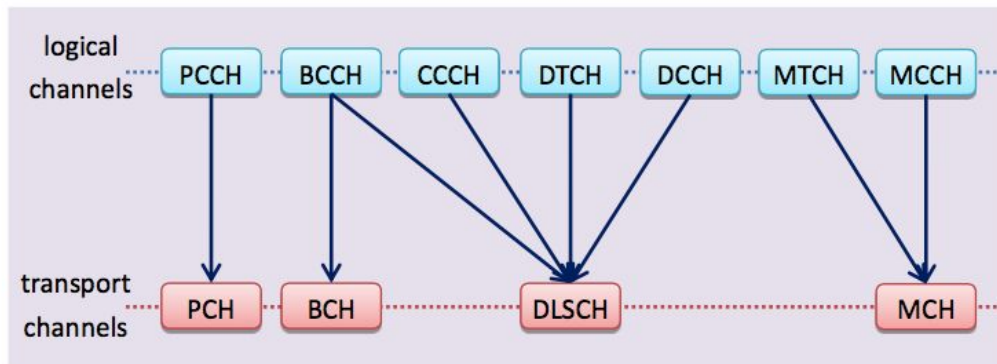 logical
channels
PCCH BCCH CCCH DTCH DCCH MTCH MCCH
transport
channels
PCH BCH DLSCH MCH